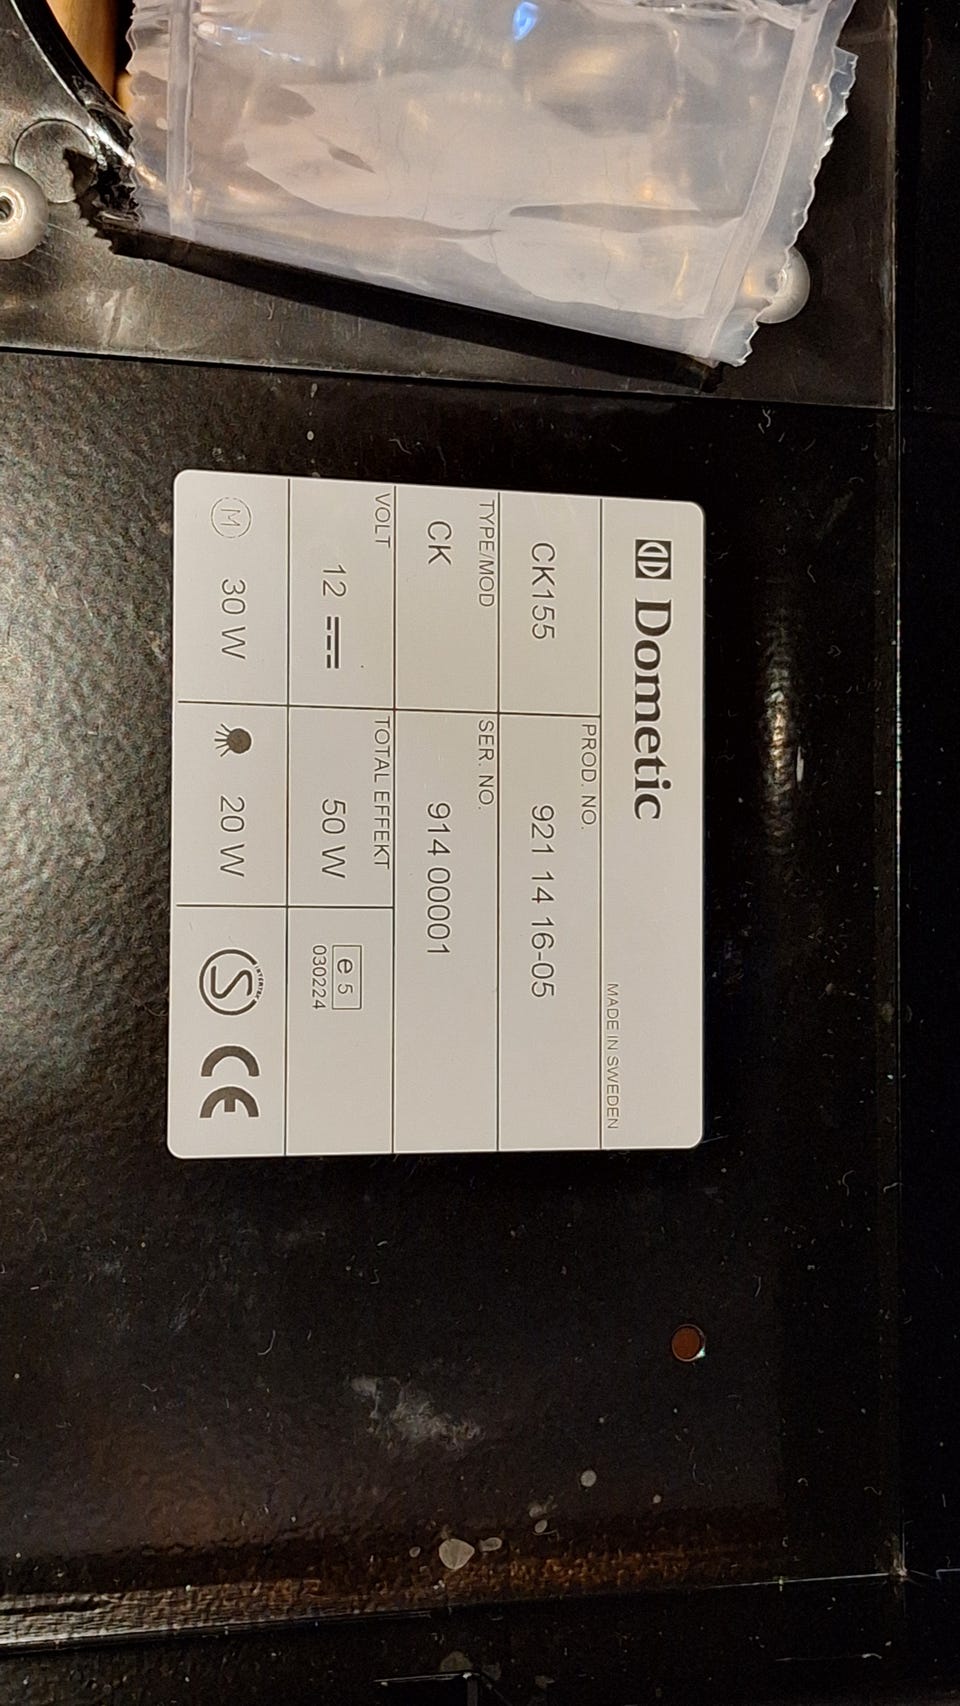 Dometic
MADE IN SWEDEN
CK155
PROD. NO.
921 14 16-05
TYPE/MOD
CK
SER. NO.
914 00001
VOLT
12
TOTAL EFFEKT
50 W
e 5
030224
M 30 W
20 W
INTERTEK
S
CE